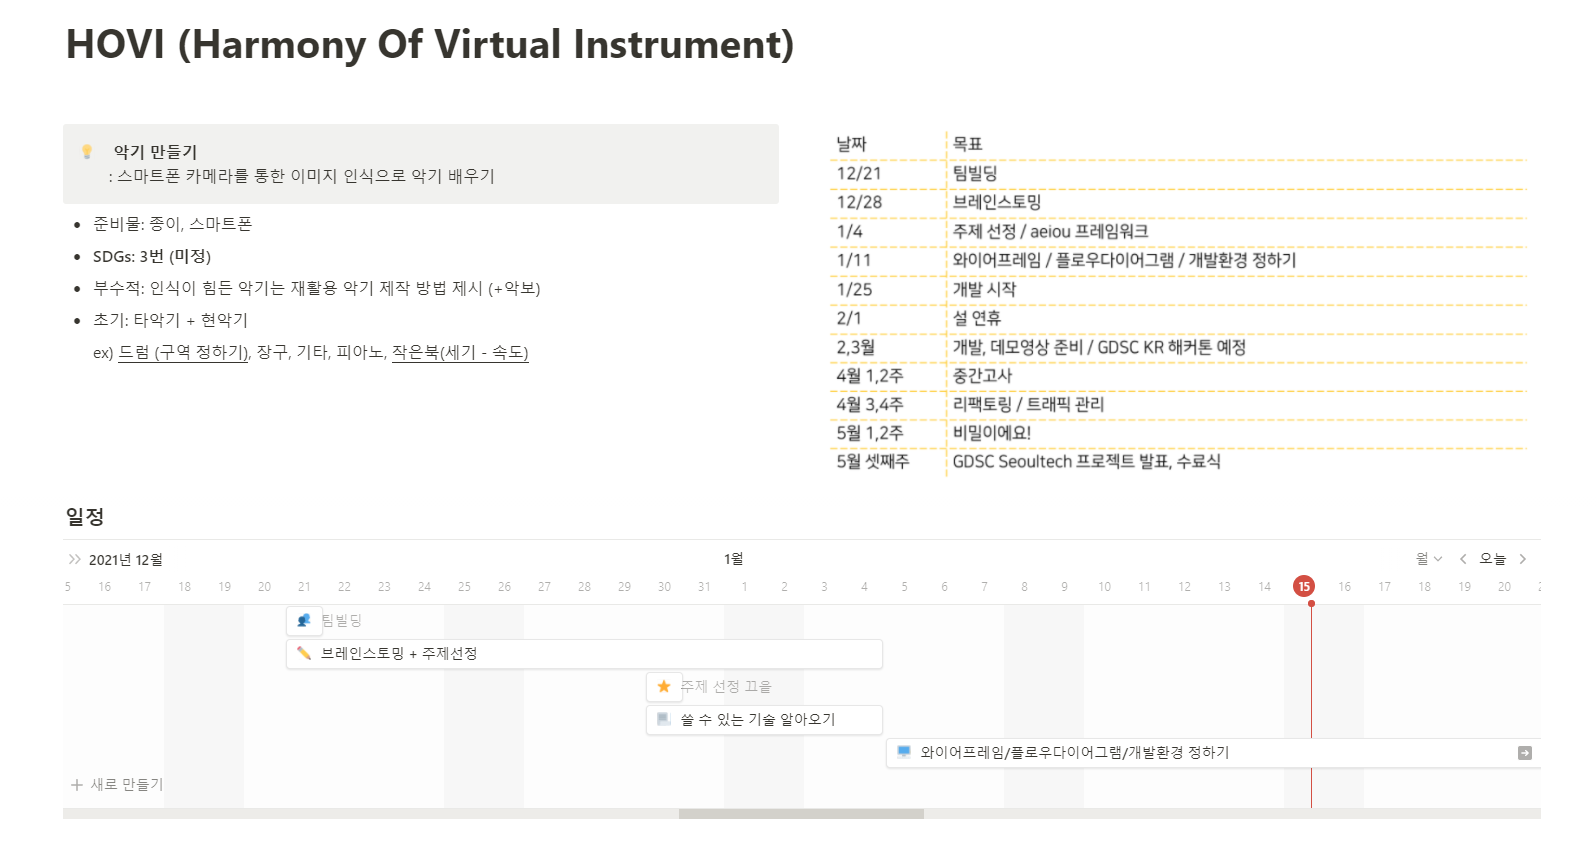 HOVI (Harmony Of Virtual Instrument)
악기 만들기
: 스마트폰 카메라를 통한 이미지 인식으로 악기 배우기
준비물: 종이, 스마트폰
SDGs: 3번 (미정)
부수적: 인식이 힘든 악기는 재활용 악기 제작 방법 제시 (+악보)
초기: 타악기 + 현악기
ex) 드럼 (구역 정하기), 장구, 기타, 피아노, 작은북(세기 - 속도)
날짜 목표
12/21 팀빌딩
12/28 브레인스토밍
1/4 주제 선정 / aeiou 프레임워크
1/11 와이어프레임 / 플로우다이어그램 / 개발환경 정하기
1/25 개발 시작
2/1 설 연휴
2,3월 개발, 데모영상 준비 / GDSC KR 해커톤 예정
4월 1,2주 중간고사
4월 3,4주 리팩토링 / 트래픽 관리
5월 1,2주 비밀이에요!
5월 셋째주 GDSC Seoultech 프로젝트 발표, 수료식
일정
2021년 12월 1월 월 오늘
5 16 17 18 19 20 21 22 23 24 25 26 27 28 29 30 31 1 2 3 4 5 6 7 8 9 10 11 12 13 14 15 16 17 18 19 20
팀빌딩
브레인스토밍 + 주제선정
주제 선정 끄읕
쓸 수 있는 기술 알아오기
와이어프레임/플로우다이어그램/개발환경 정하기
+ 새로 만들기